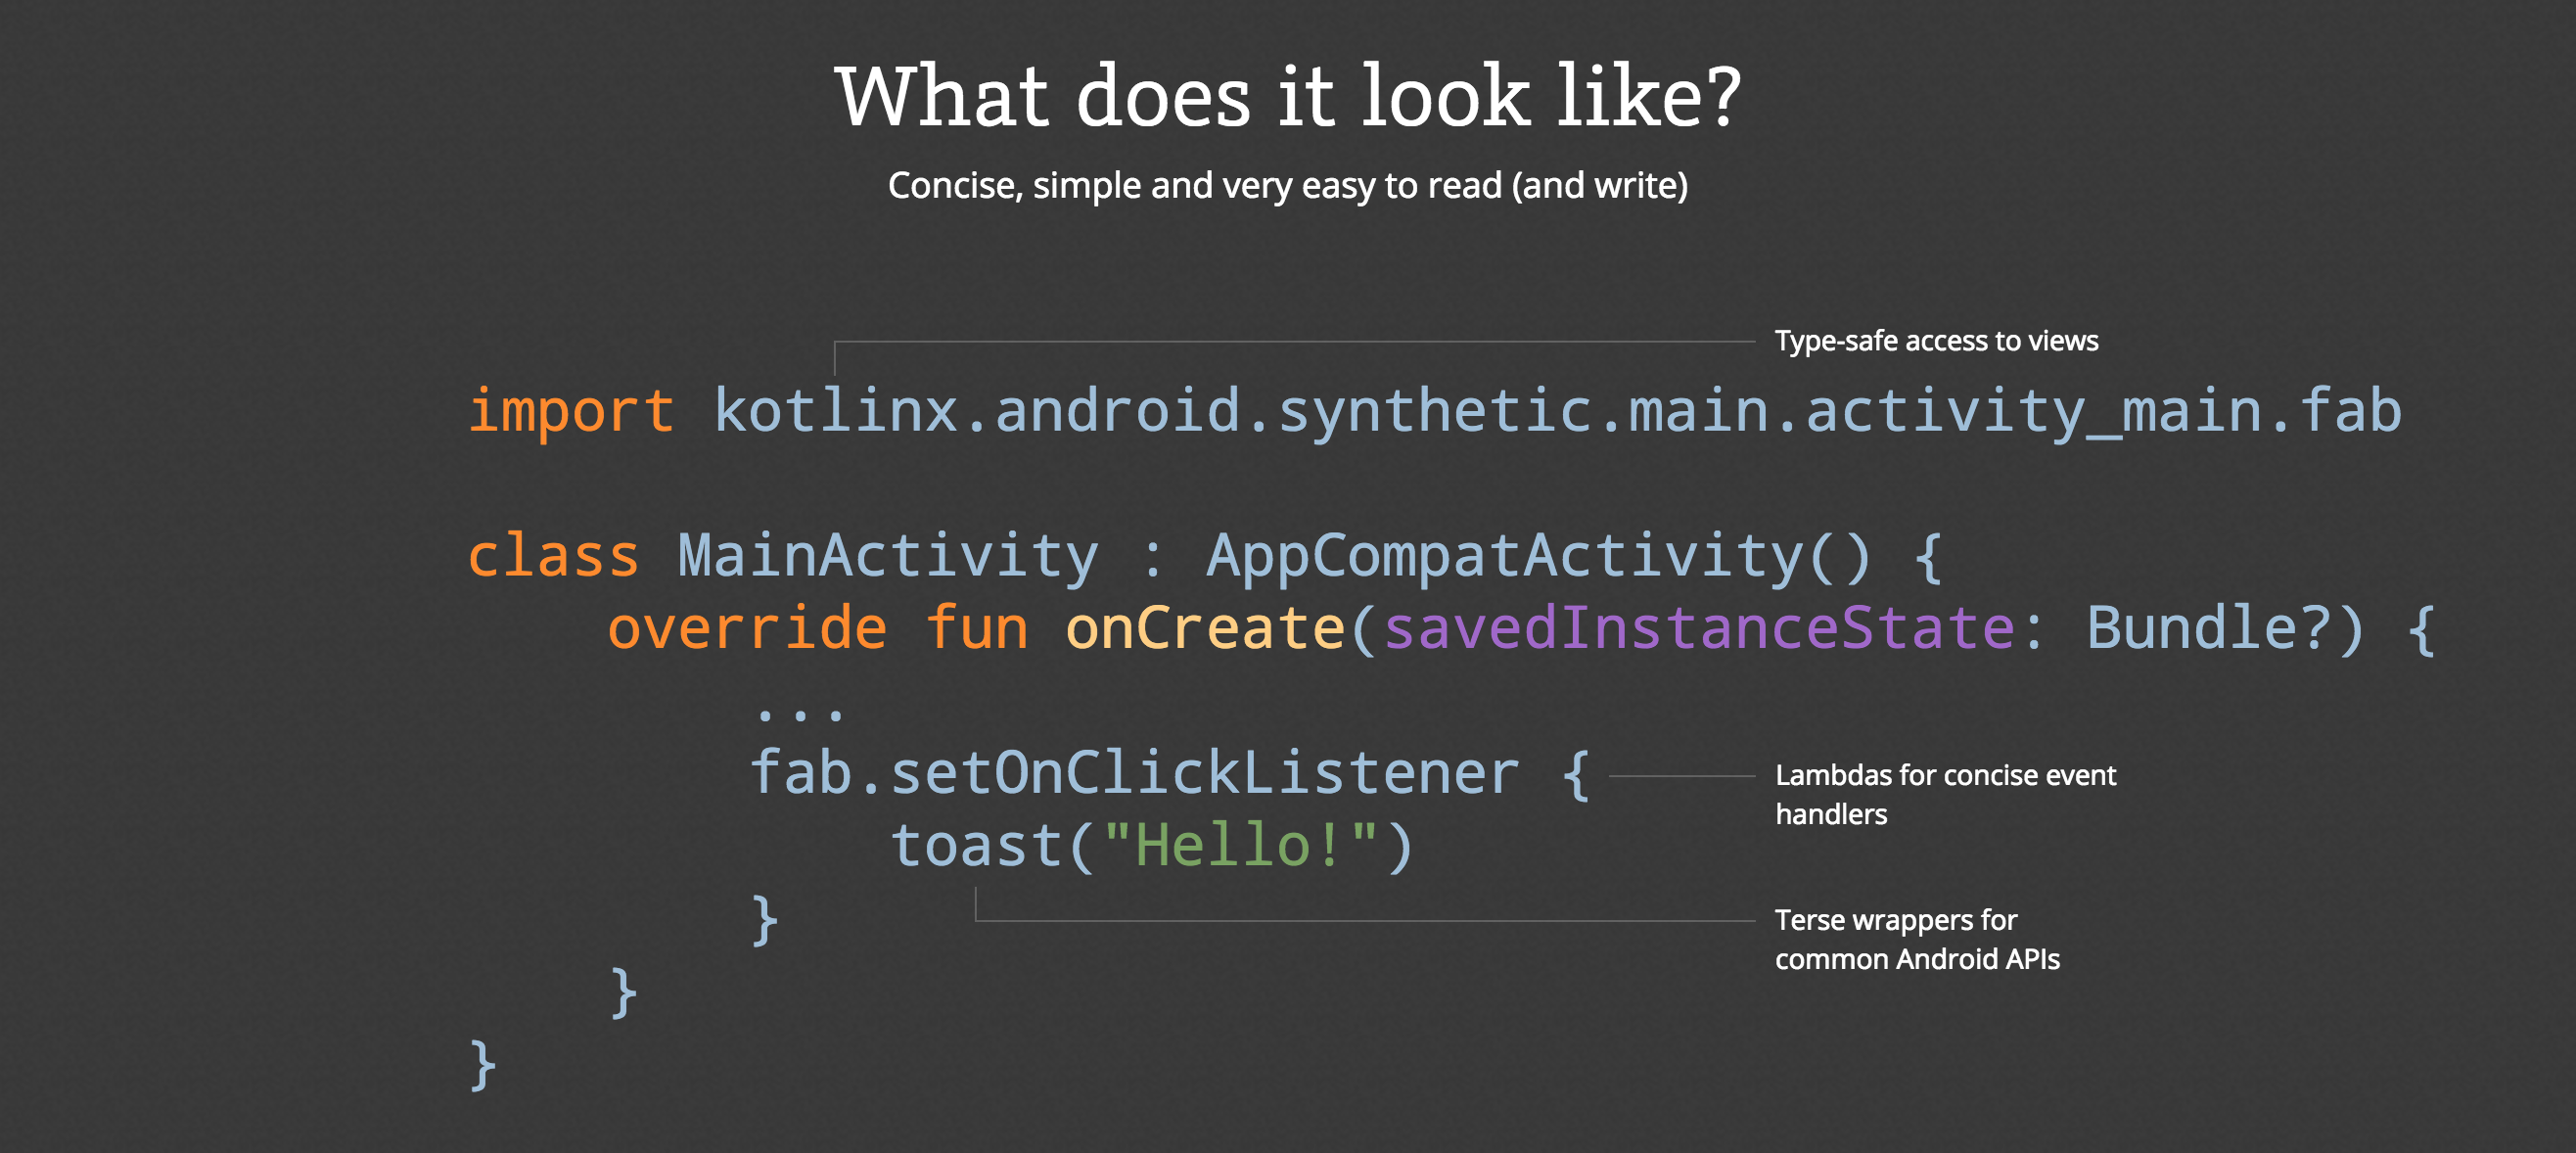 What does it look like?
Concise, simple and very easy to read (and write)
Type-safe access to views
import kotlinx.android.synthetic.main.activity_main.fab
class MainActivity : AppCompatActivity() {
    override fun onCreate(savedInstanceState: Bundle?) {
        ...
        fab.setOnClickListener {
Lambdas for concise event
handlers
            toast("Hello!")
        }
Terse wrappers for
common Android APIs
    }
}